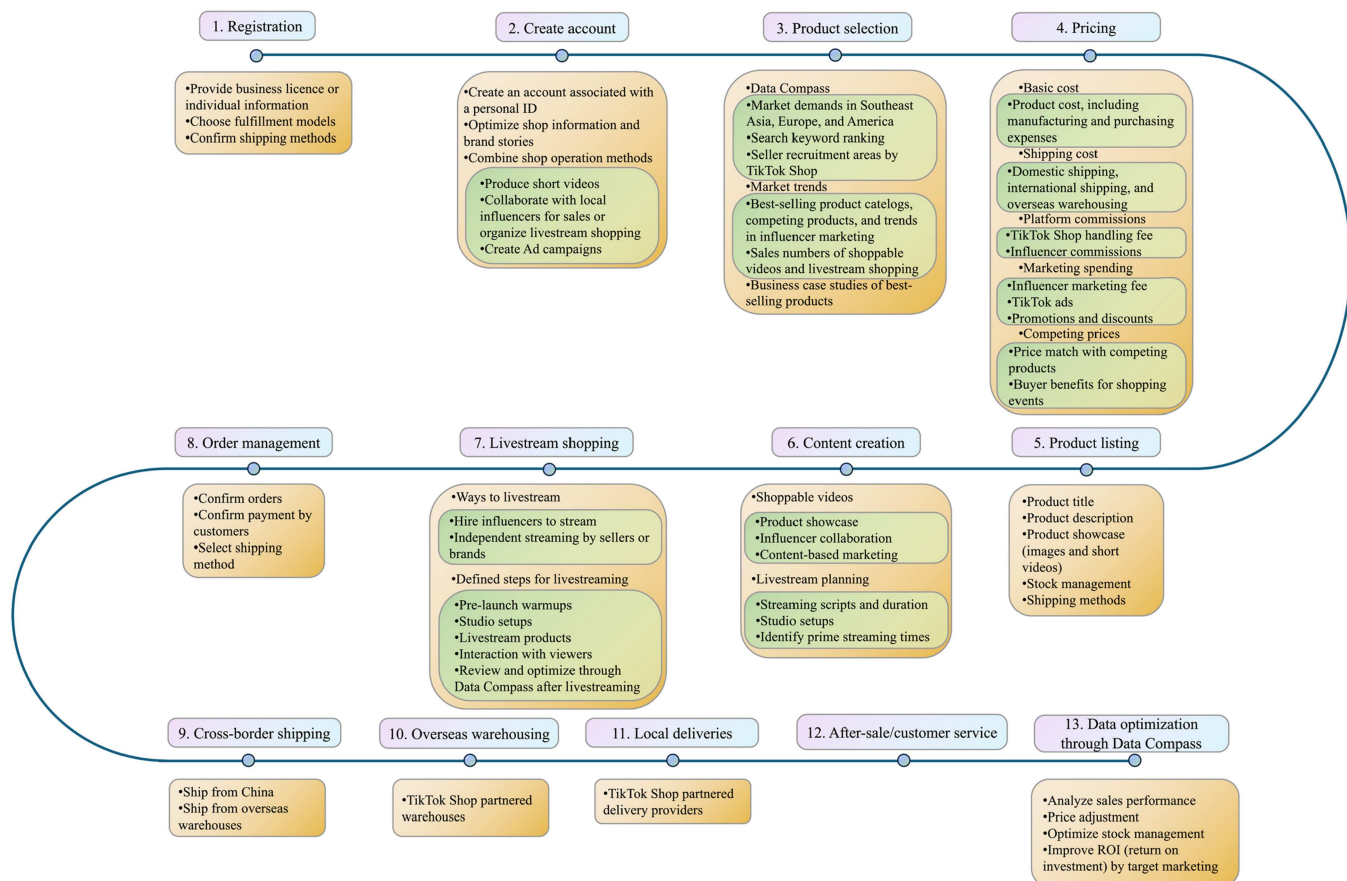 1. Registration
•Provide business licence or
individual information
•Choose fulfillment models
•Confirm shipping methods
2. Create account
•Create an account associated with
a personal ID
•Optimize shop information and
brand stories
•Combine shop operation methods
•Produce short videos
•Collaborate with local
influencers for sales or
organize livestream shopping
•Create Ad campaigns
3. Product selection
•Data Compass
•Market demands in Southeast
Asia, Europe, and America
•Search keyword ranking
•Seller recruitment areas by
TikTok Shop
•Market trends
•Best-selling product catelogs,
competing products, and trends
in influencer marketing
•Sales numbers of shoppable
videos and livestream shopping
•Business case studies of best-
selling products
4. Pricing
•Basic cost
•Product cost, including
manufacturing and purchasing
expenses
•Shipping cost
•Domestic shipping,
international shipping, and
overseas warehousing
•Platform commissions
•TikTok Shop handling fee
•Influencer commissions
•Marketing spending
•Influencer marketing fee
•TikTok ads
•Promotions and discounts
•Competing prices
•Price match with competing
products
•Buyer benefits for shopping
events
5. Product listing
•Product title
•Product description
•Product showcase
(images and short
videos)
•Stock management
•Shipping methods
6. Content creation
•Shoppable videos
•Product showcase
•Influencer collaboration
•Content-based marketing
•Livestream planning
•Streaming scripts and duration
•Studio setups
•Identify prime streaming times
7. Livestream shopping
•Ways to livestream
•Hire influencers to stream
•Independent streaming by sellers or
brands
•Defined steps for livestreaming
•Pre-launch warmups
•Studio setups
•Livestream products
•Interaction with viewers
•Review and optimize through
Data Compass after livestreaming
8. Order management
•Confirm orders
•Confirm payment by
customers
•Select shipping
method
9. Cross-border shipping
•Ship from China
•Ship from overseas
warehouses
10. Overseas warehousing
•TikTok Shop partnered
warehouses
11. Local deliveries
•TikTok Shop partnered
delivery providers
12. After-sale/customer service
13. Data optimization
through Data Compass
•Analyze sales performance
•Price adjustment
•Optimize stock management
•Improve ROI (return on
investment) by target marketing